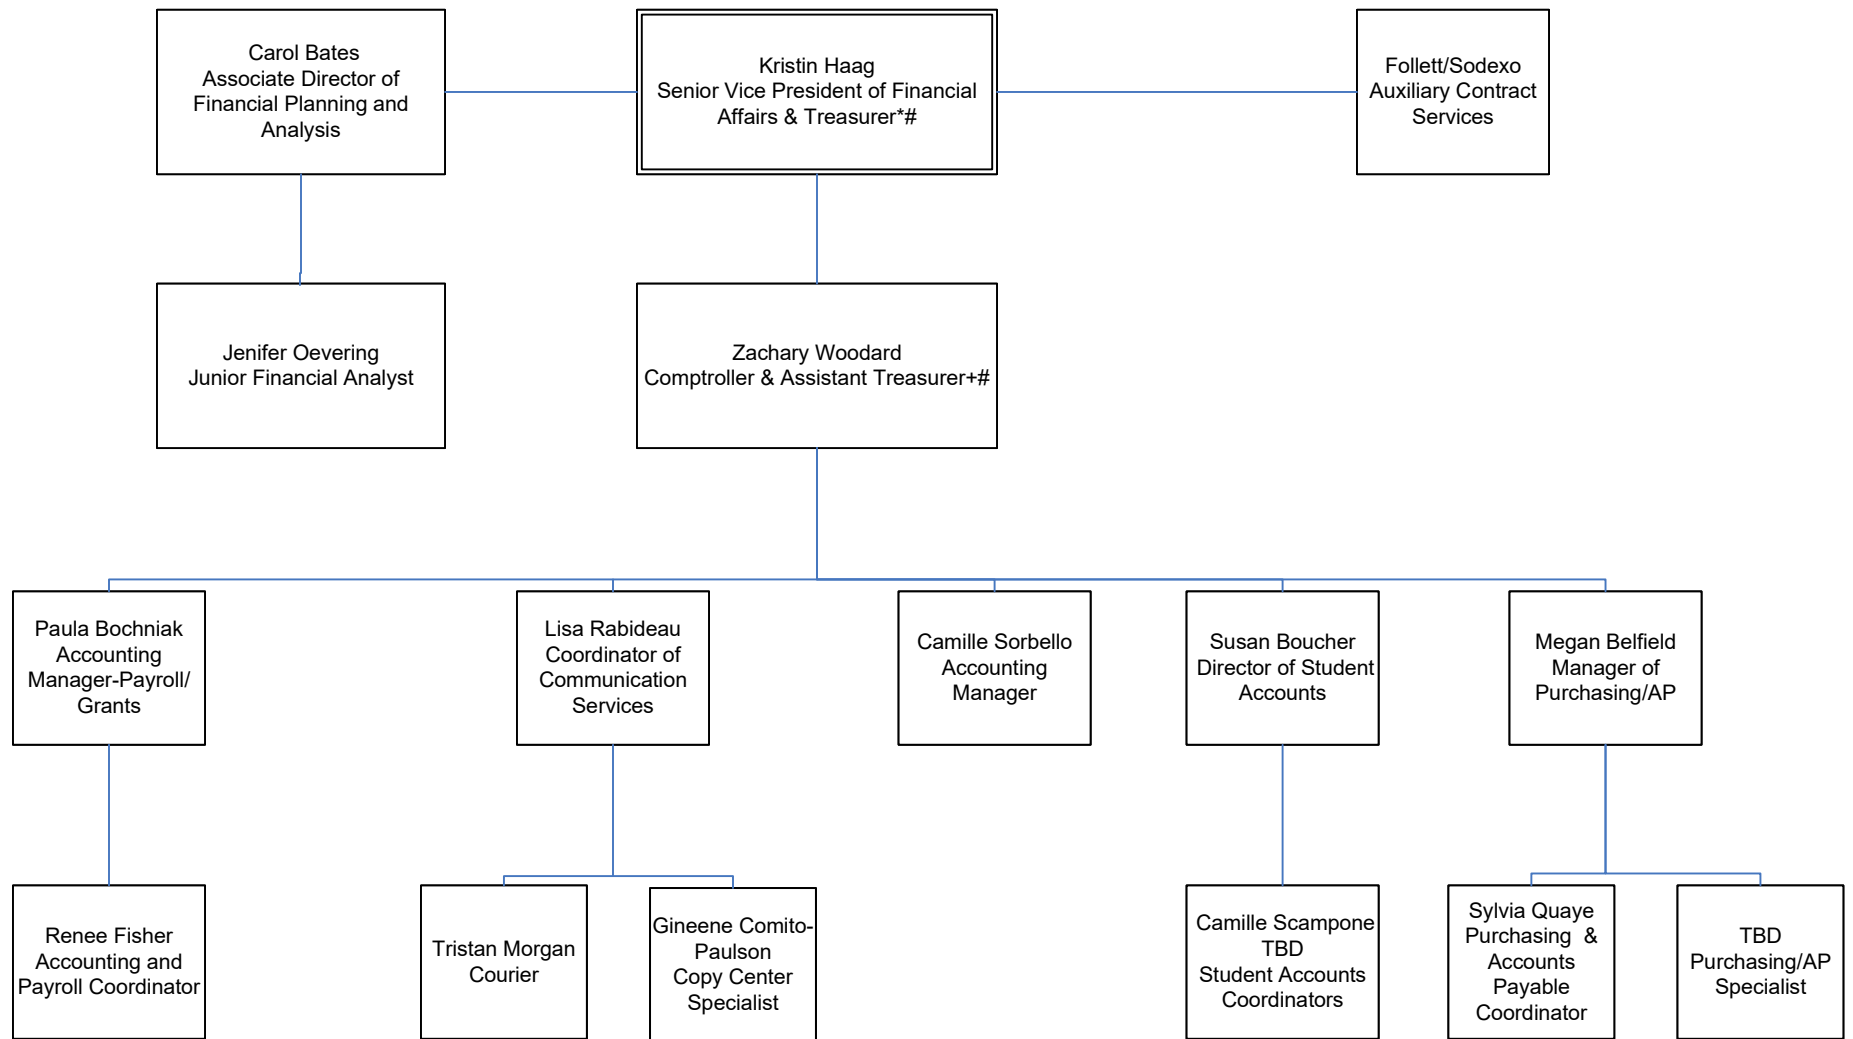 Carol Bates
Associate Director of
Financial Planning and
Analysis
Kristin Haag
Senior Vice President of Financial
Affairs & Treasurer*#
Follett/Sodexo
Auxiliary Contract
Services
Jenifer Oevering
Junior Financial Analyst
Zachary Woodard
Comptroller & Assistant Treasurer+#
Paula Bochniak
Accounting
Manager-Payroll/
Grants
Lisa Rabideau
Coordinator of
Communication
Services
Camille Sorbello
Accounting
Manager
Susan Boucher
Director of Student
Accounts
Megan Belfield
Manager of
Purchasing/AP
Renee Fisher
Accounting and
Payroll Coordinator
Tristan Morgan
Courier
Gineene Comito-
Paulson
Copy Center
Specialist
Camille Scampone
TBD
Student Accounts
Coordinators
Sylvia Quaye
Purchasing & 
Accounts
Payable
Coordinator
TBD
Purchasing/AP
Specialist